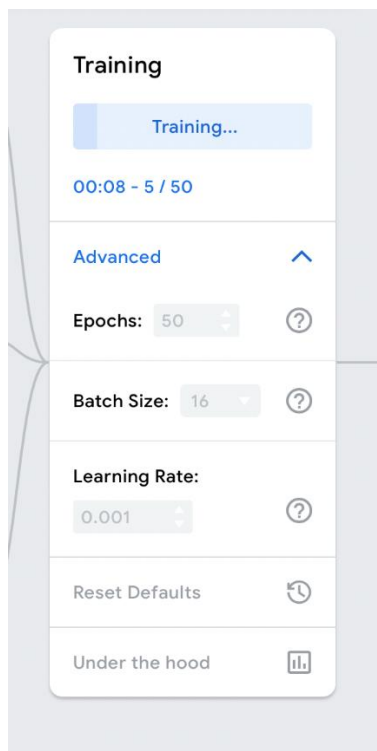 Training
Training...
00:08 - 5 / 50
Advanced
Epochs: 50
Batch Size: 16
Learning Rate:
0.001
Reset Defaults
Under the hood